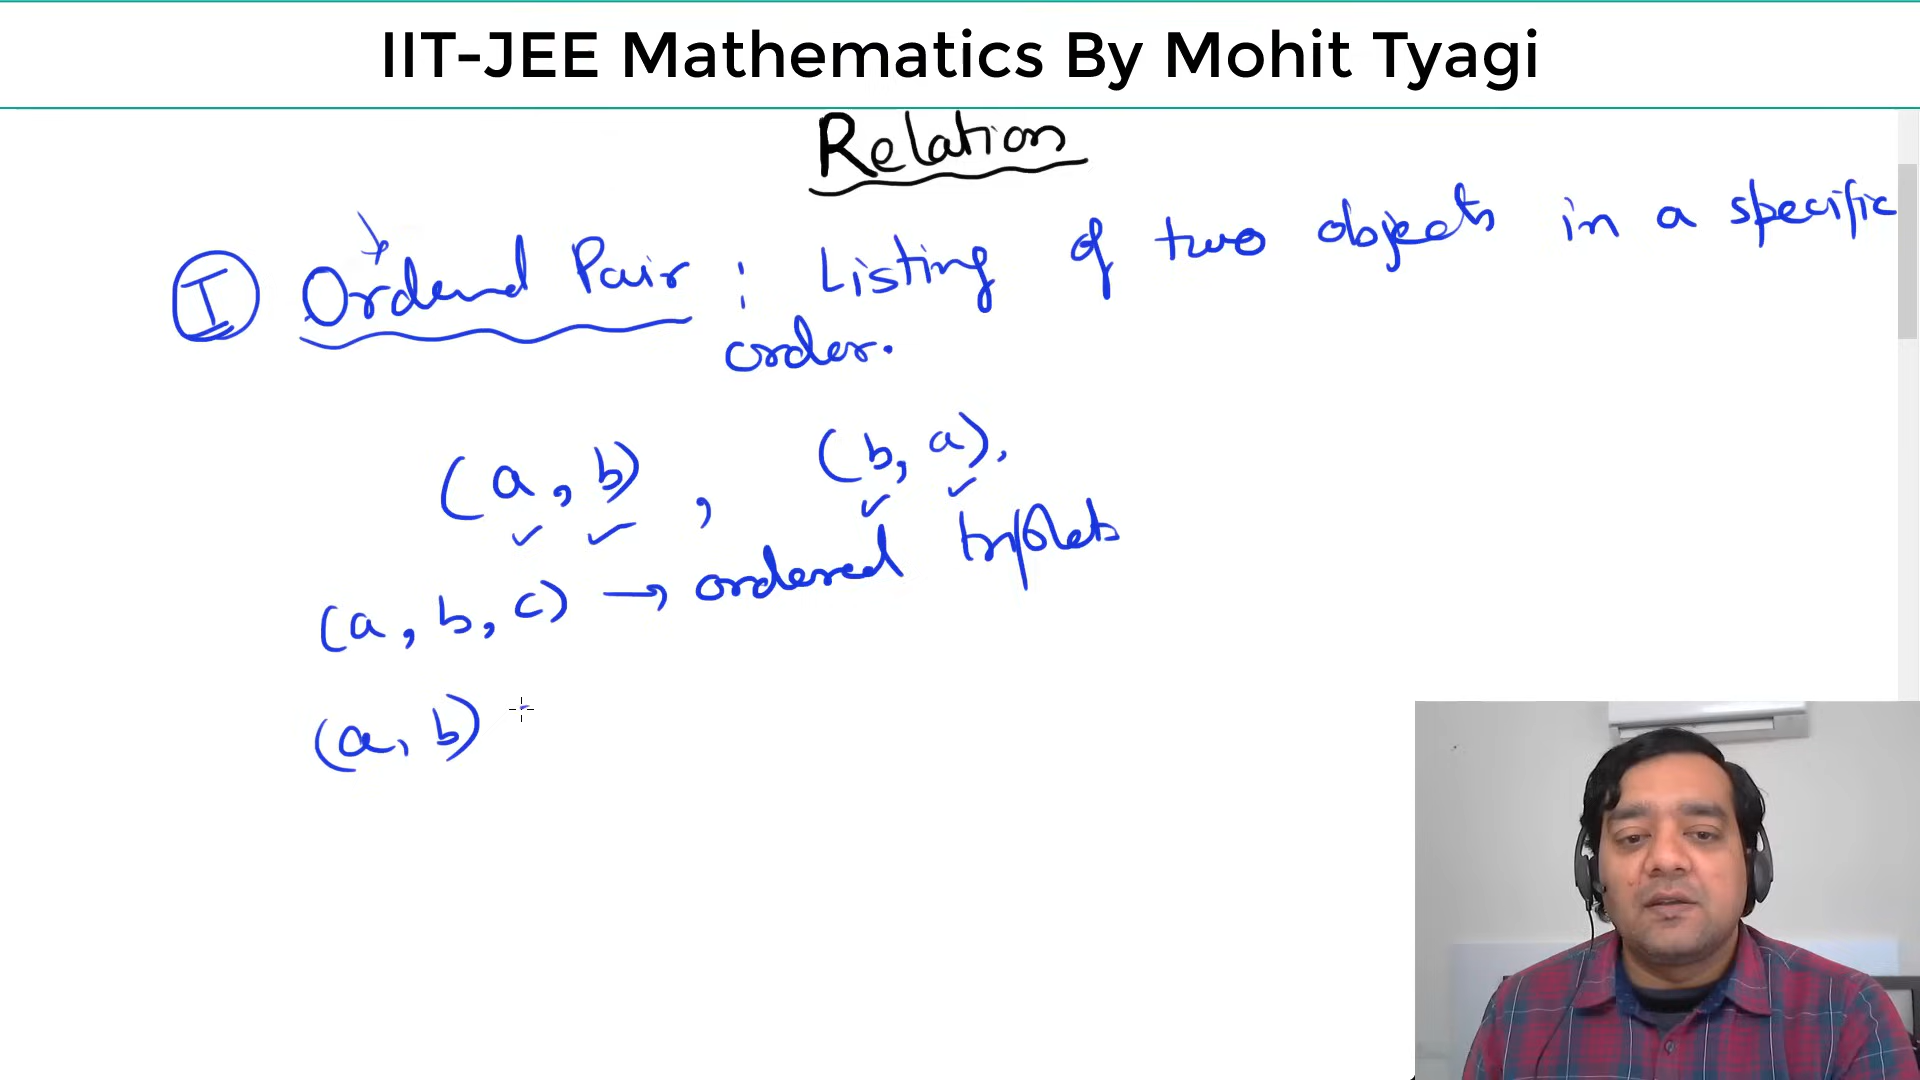 IIT-JEE Mathematics By Mohit Tyagi
Relation
I Ordered Pair : Listing of two objects in a specific
order.
(a, b) , (b, a),
(a, b, c) → ordered triplets
(a, b)